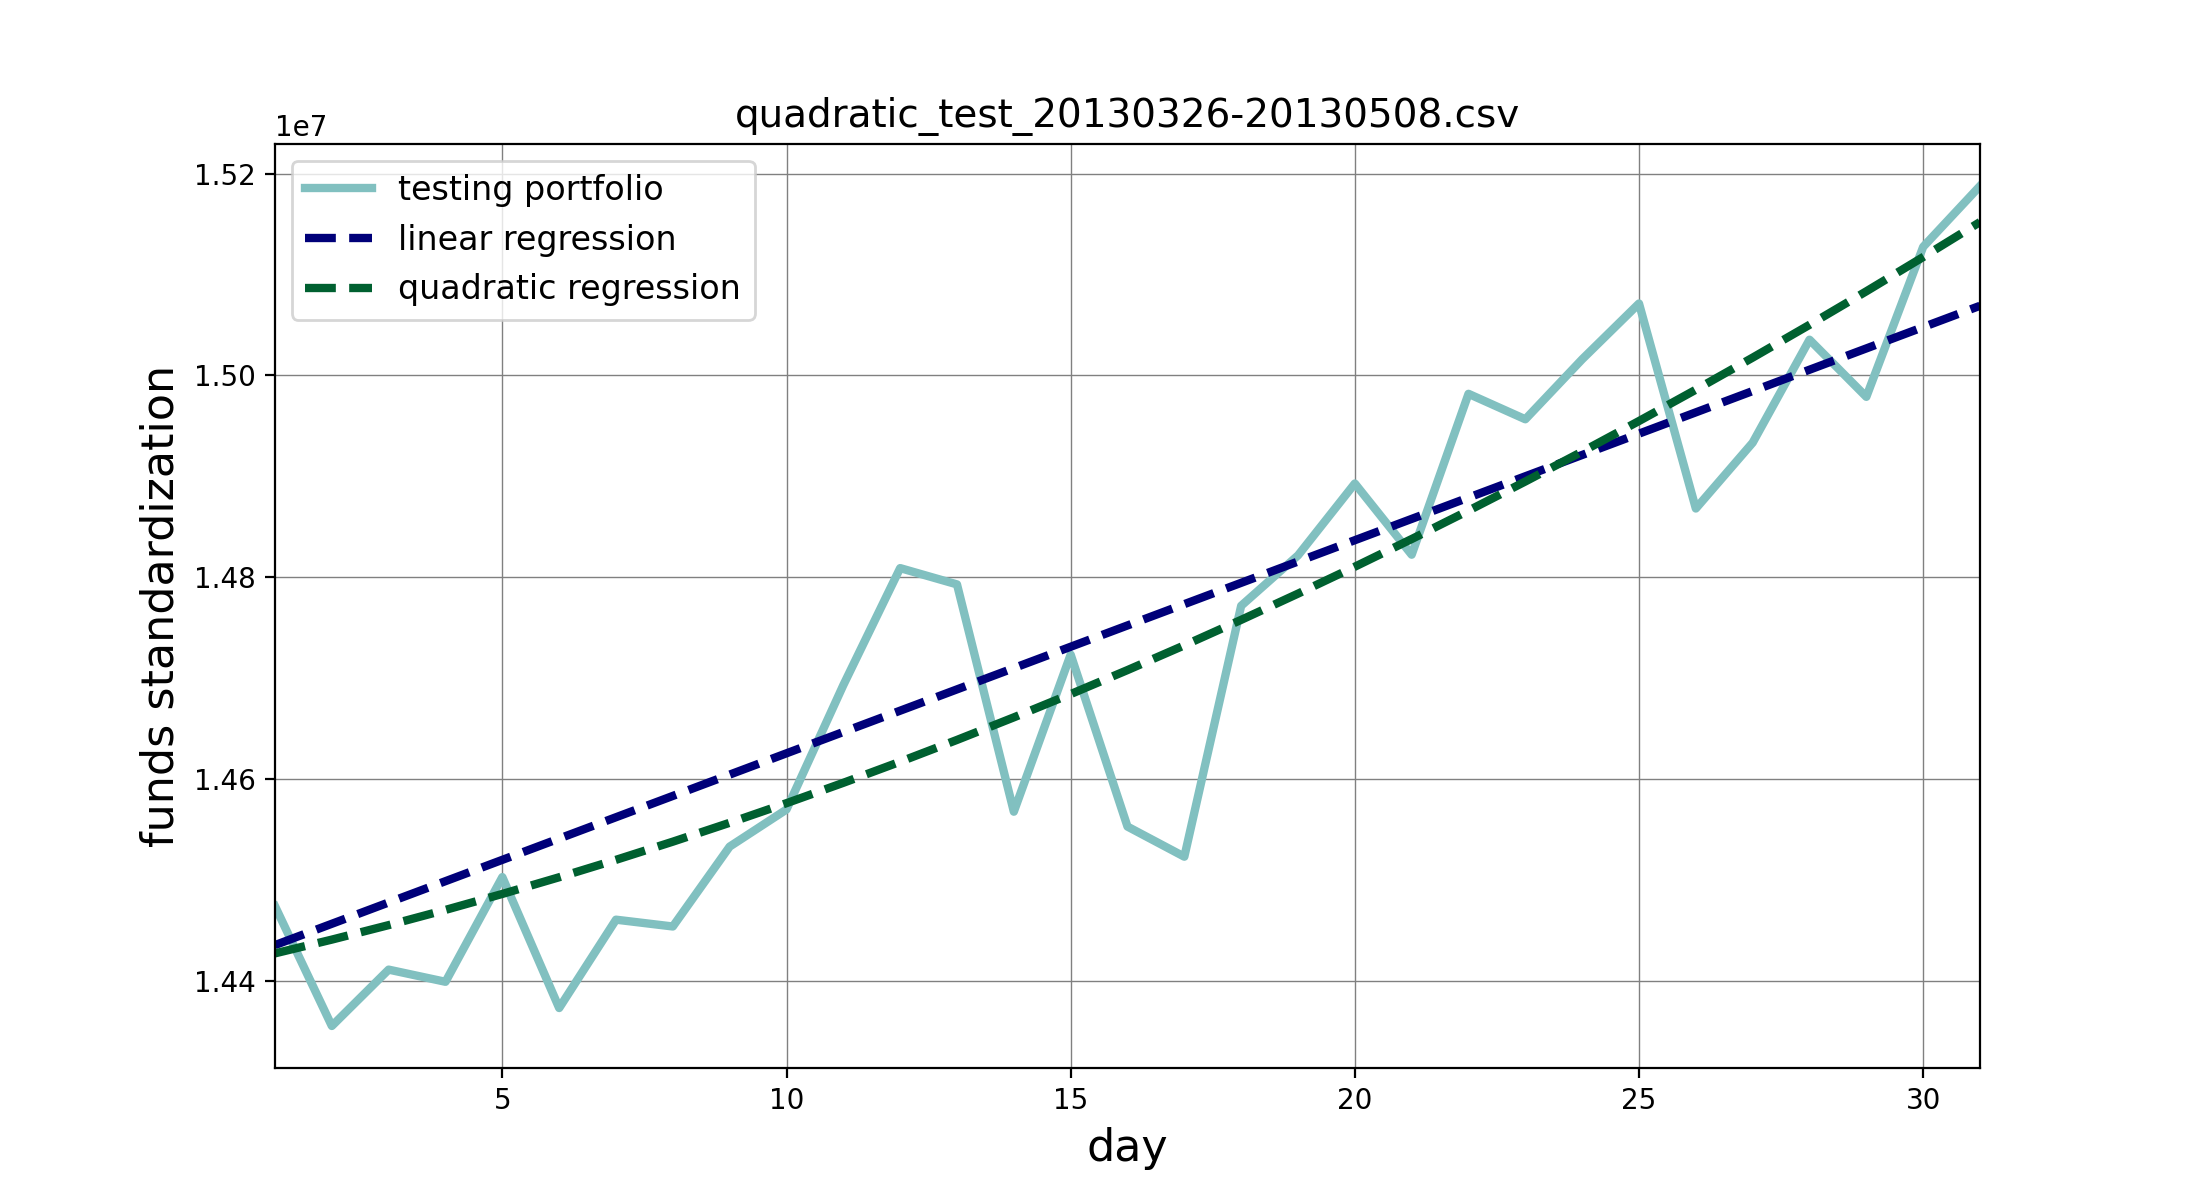 quadratic_test_20130326-20130508.csv
1e7
1.52
1.50
1.48
1.46
1.44
funds standardization
testing portfolio
linear regression
quadratic regression
5 10 15 20 25 30
day